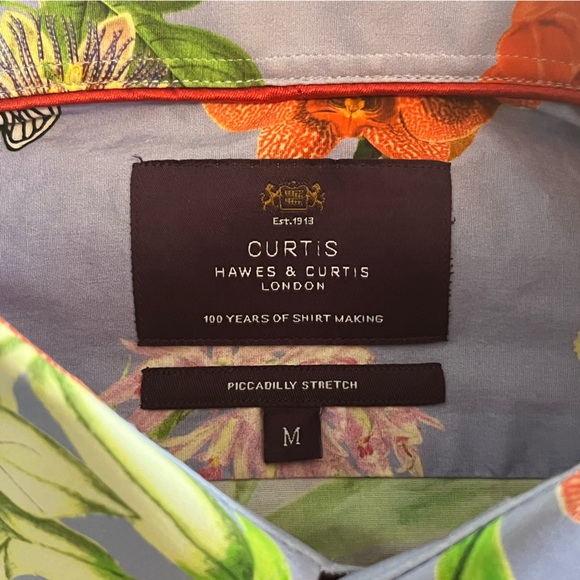 Est.1913
CURTiS
HAWES & CURTIS
LONDON
100 YEARS OF SHIRT MAKING
PICCADILLY STRETCH
M